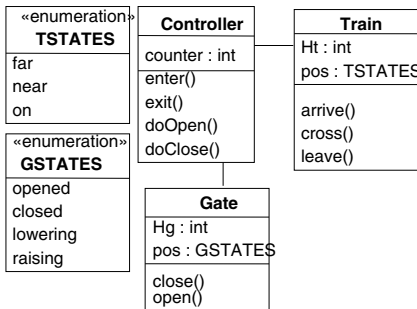 «enumeration»
TSTATES
far
near
on
«enumeration»
GSTATES
opened
closed
lowering
raising
Controller
counter : int
enter()
exit()
doOpen()
doClose()
Train
Ht : int
pos : TSTATES
arrive()
cross()
leave()
Gate
Hg : int
pos : GSTATES
close()
open()